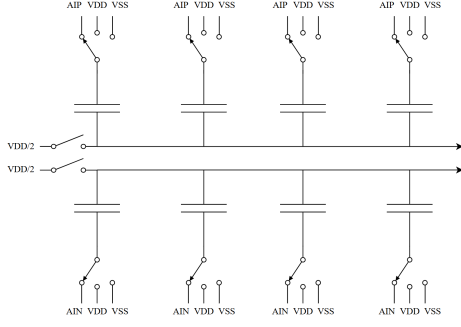 AIP VDD VSS AIP VDD VSS AIP VDD VSS AIP VDD VSS
VDD/2
VDD/2
AIN VDD VSS AIN VDD VSS AIN VDD VSS AIN VDD VSS